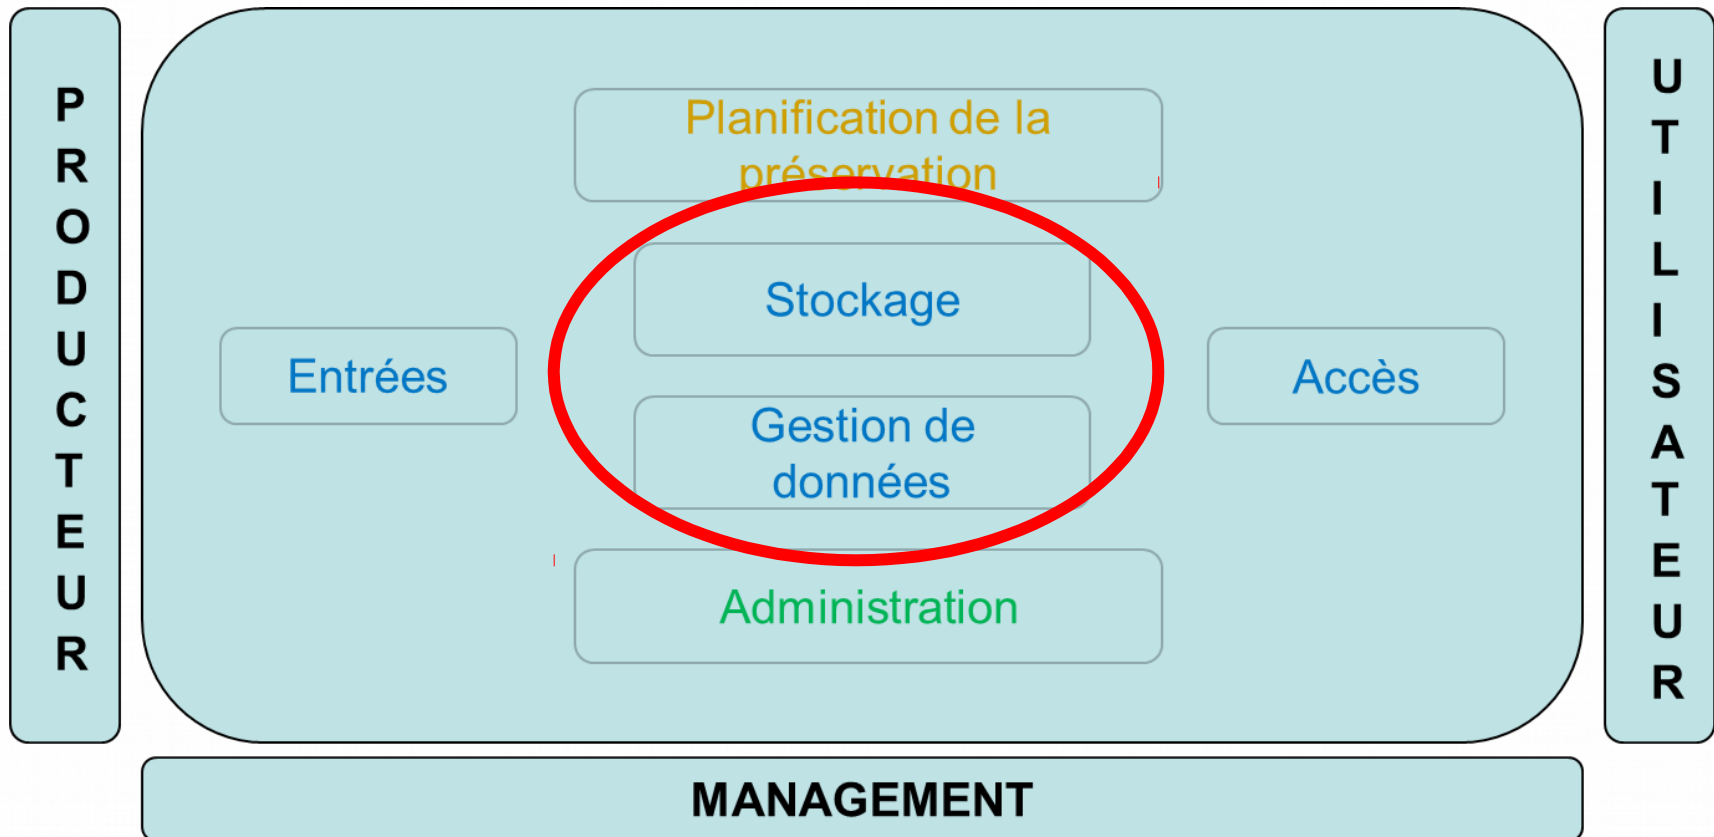 PRODUCTEUR
Planification de la
préservation
Stockage
Entrées
Gestion de
données
Accès
Administration
UTILISATEUR
MANAGEMENT